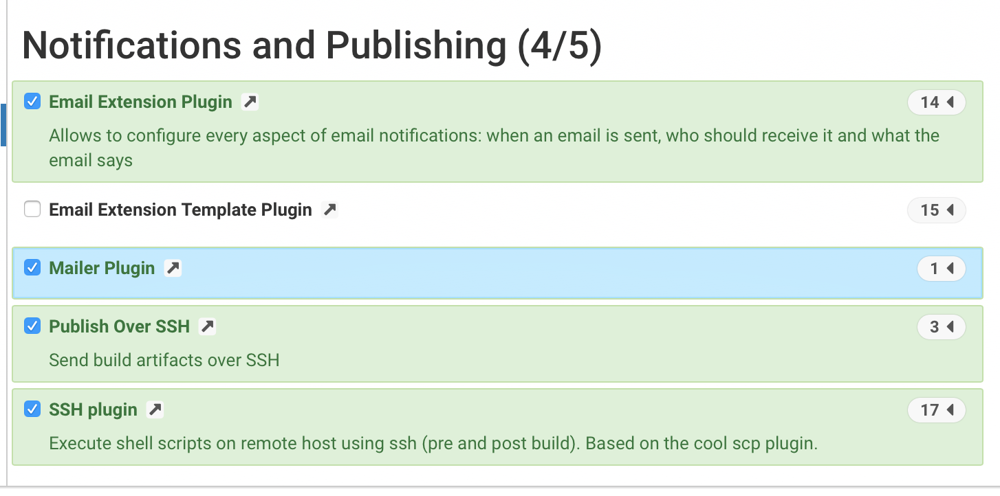 Notifications and Publishing (4/5)
Email Extension Plugin
14
Allows to configure every aspect of email notifications: when an email is sent, who should receive it and what the
email says
Email Extension Template Plugin
15
Mailer Plugin
1
Publish Over SSH
3
Send build artifacts over SSH
SSH plugin
17
Execute shell scripts on remote host using ssh (pre and post build). Based on the cool scp plugin.